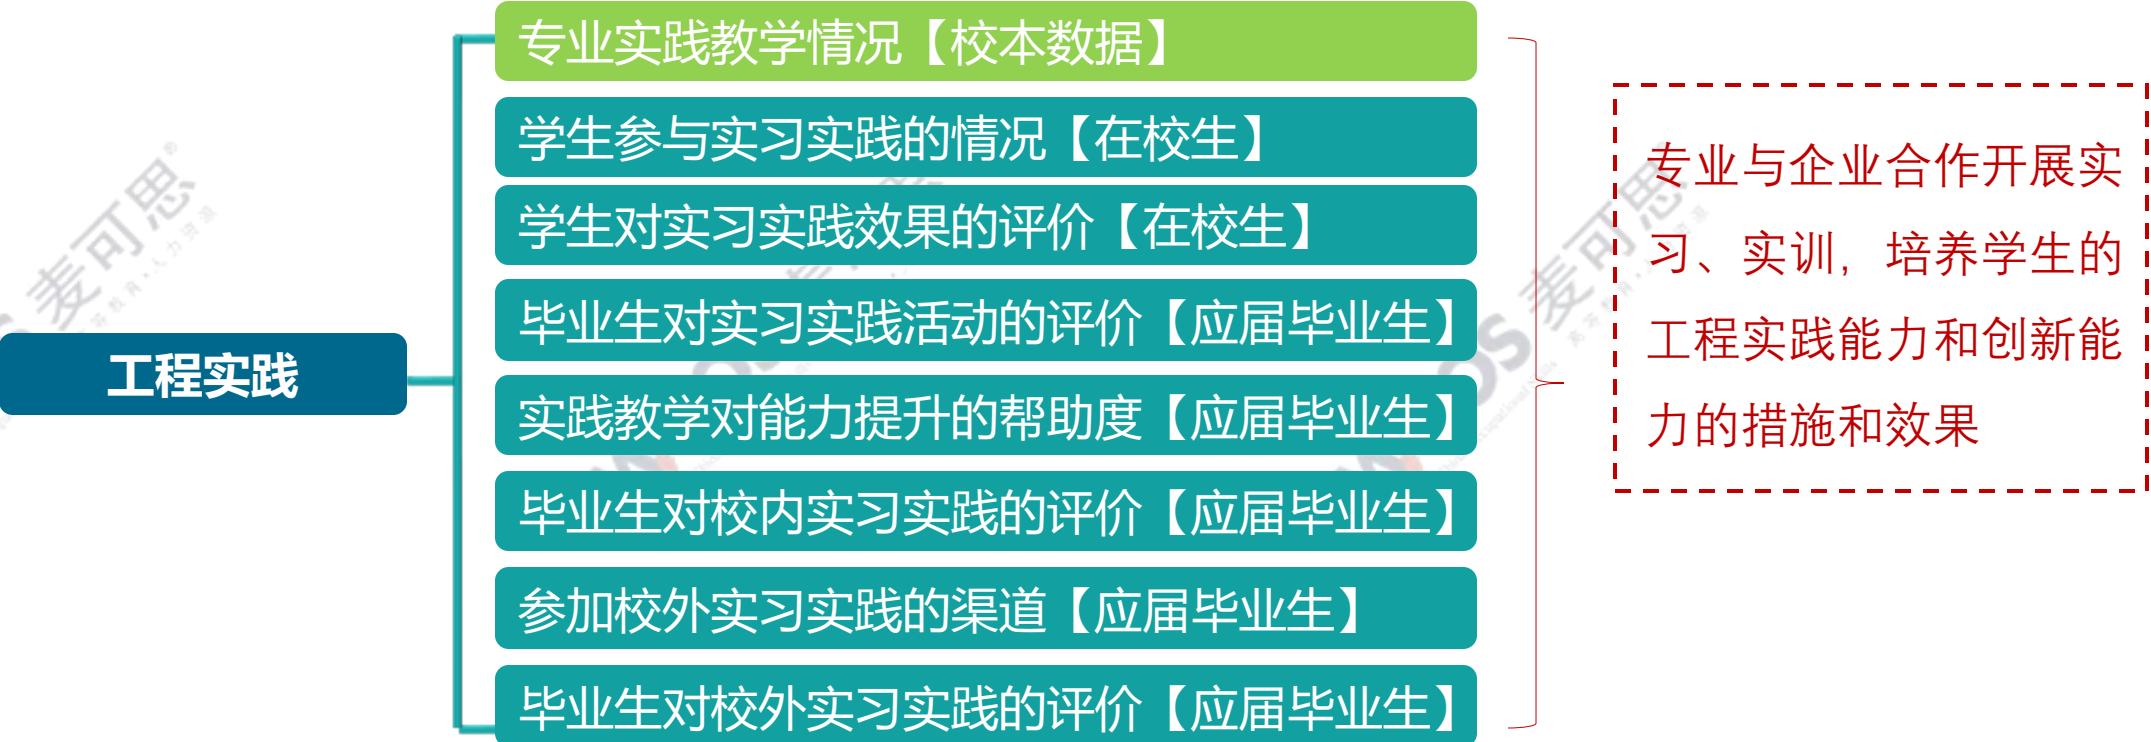 专业实践教学情况【校本数据】
学生参与实习实践的情况【在校生】
学生对实习实践效果的评价【在校生】
毕业生对实习实践活动的评价【应届毕业生】
工程实践
实践教学对能力提升的帮助度【应届毕业生】
毕业生对校内实习实践的评价【应届毕业生】
参加校外实习实践的渠道【应届毕业生】
毕业生对校外实习实践的评价【应届毕业生】
专业与企业合作开展实
习、实训，培养学生的
工程实践能力和创新能
力的措施和效果
麦可思
麦可思